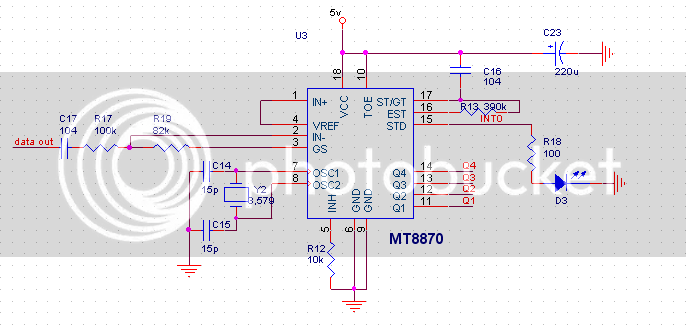 5v
U3
C23
220u
18
10
VCC
TOE
C16
104
1
IN+
ST/GT
17
EST
16
R13 390k
INT0
STD
15
4
VREF
2
IN-
3
GS
C17
104
R17
100k
R19
82k
data out
R18
100
photobucket
C14
15p
Y2
3,579
7
OSC1
8
OSC2
Q4
14
Q4
Q3
13
Q3
Q2
12
Q2
Q1
11
Q1
D3
C15
15p
INH
GND
GND
5
6
9
R12
10k
MT8870